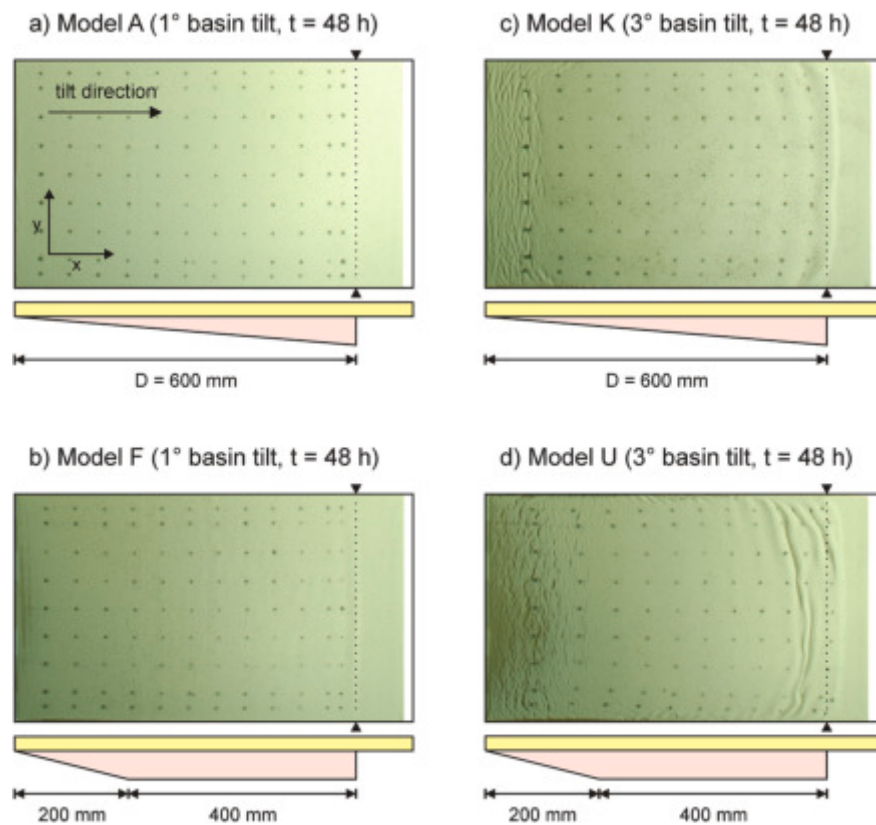 a) Model A (1° basin tilt, t = 48 h)
tilt direction
y
x
D = 600 mm
c) Model K (3° basin tilt, t = 48 h)
D = 600 mm
b) Model F (1° basin tilt, t = 48 h)
200 mm
400 mm
d) Model U (3° basin tilt, t = 48 h)
200 mm
400 mm